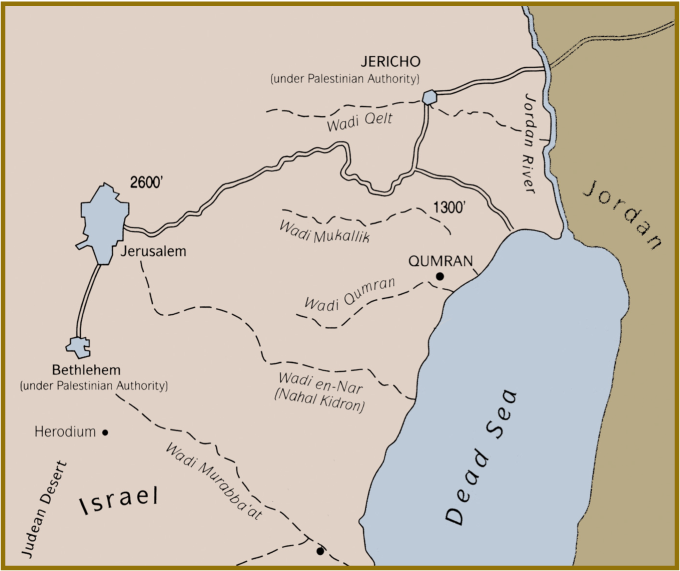 JERICHO
(under Palestinian Authority)
Wadi Qelt
Jordan River
Jordan
2600'
1300'
Wadi Mukallik
Jerusalem
QUMRAN
Wadi Qumran
Bethlehem
(under Palestinian Authority)
Wadi en-Nar
(Nahal Kidron)
Herodium
Wadi Murabba'at
Dead Sea
Israel
Judean Desert